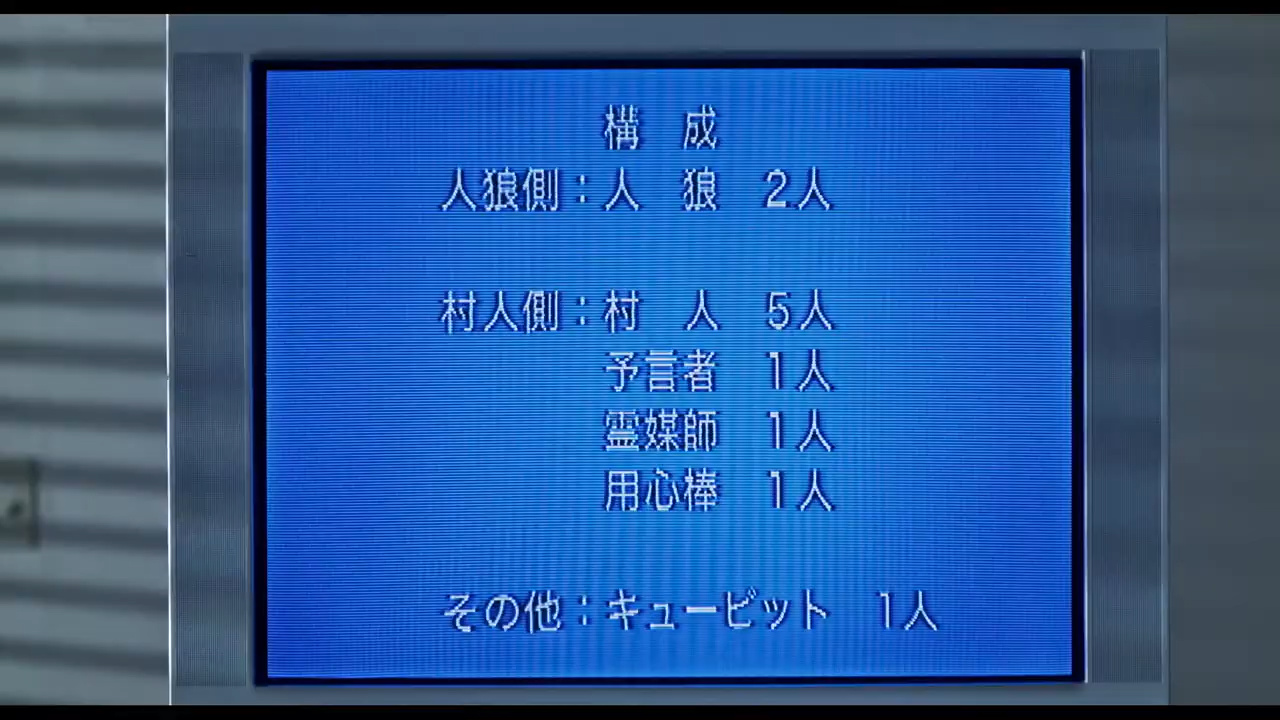 構　成
人狼側：人　狼　2人
村人側：村　人　5人
予言者　1人
霊媒師　1人
用心棒　1人
その他：キューピット　1人